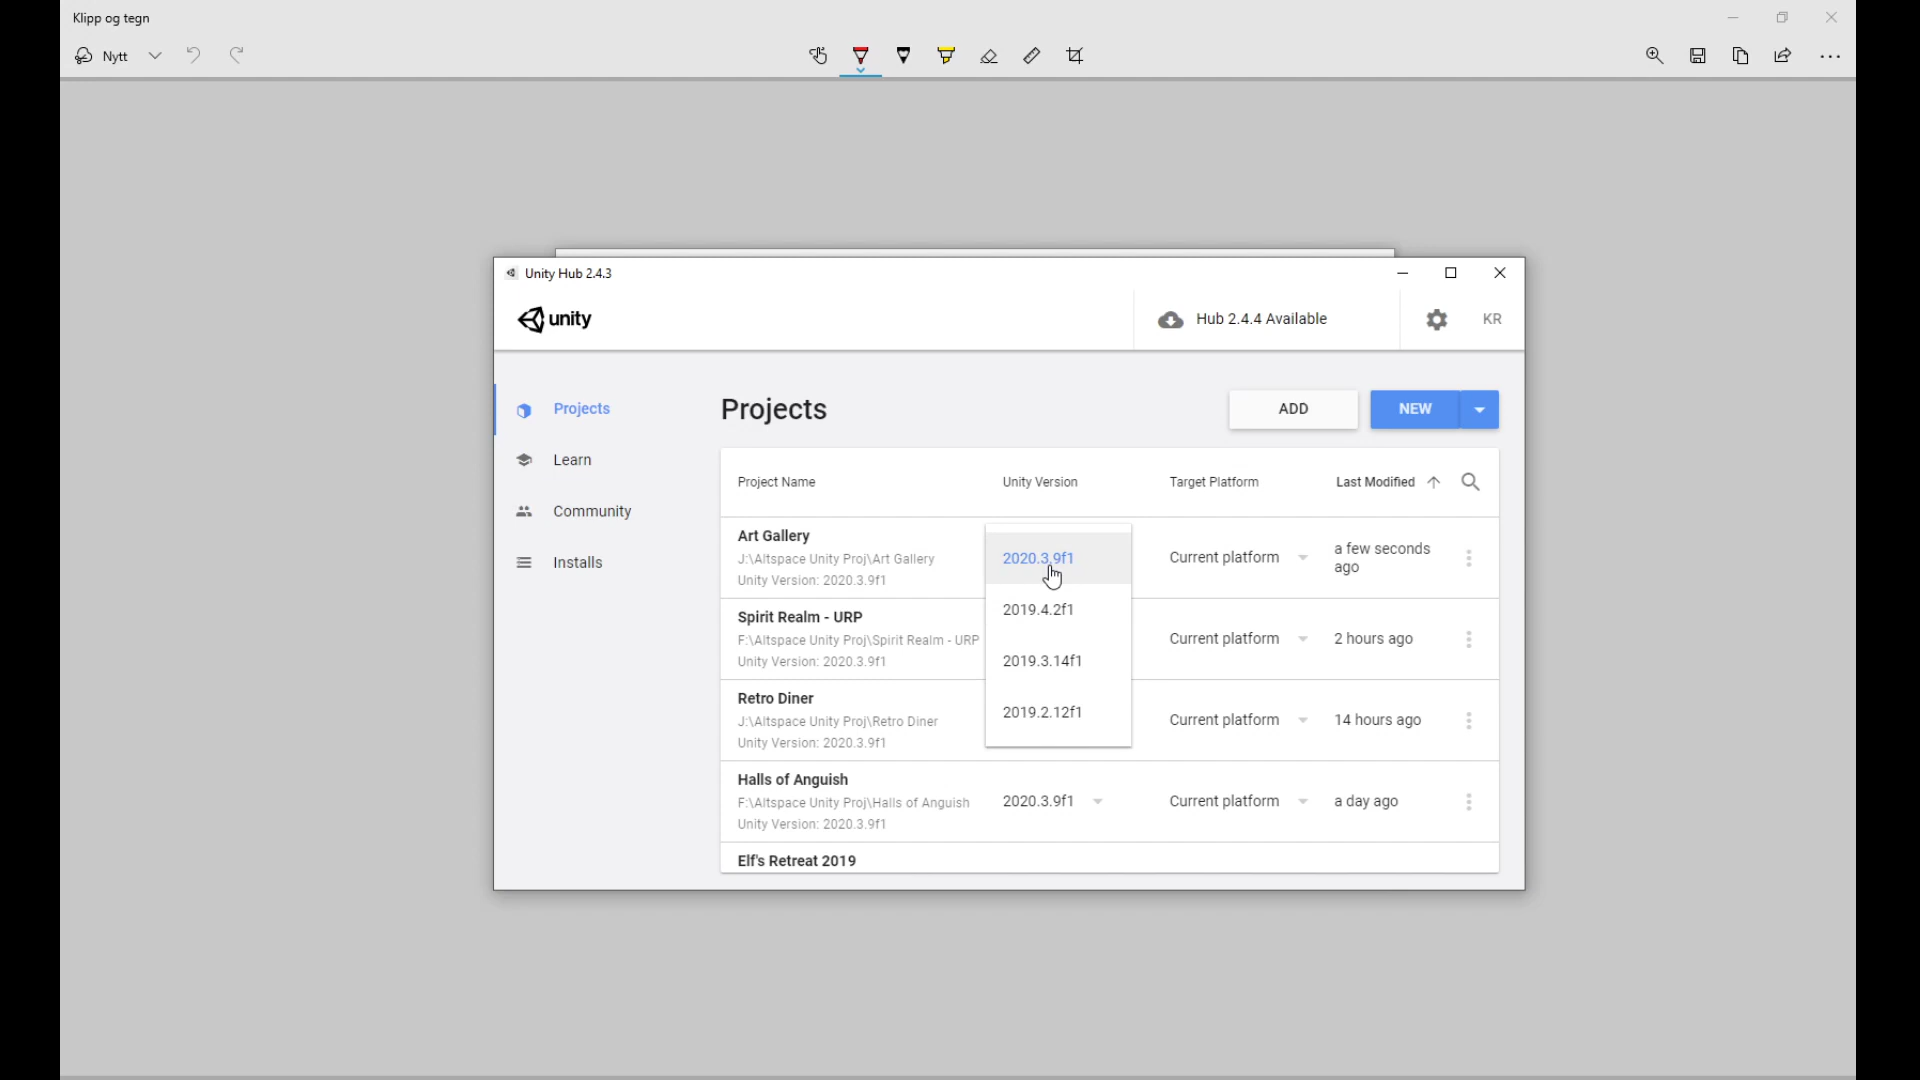 Klipp og tegn
Nytt
Unity Hub 2.4.3
unity
Hub 2.4.4 Available
KR
Projects
Learn
Community
Installs
Projects
ADD
NEW
Project Name
Unity Version
Target Platform
Last Modified
Art Gallery
J:\Altspace Unity Proj\Art Gallery
Unity Version: 2020.3.9f1
Current platform
a few seconds
ago
Spirit Realm - URP
F:\Altspace Unity Proj\Spirit Realm - URP
Unity Version: 2020.3.9f1
Current platform
2 hours ago
Retro Diner
J:\Altspace Unity Proj\Retro Diner
Unity Version: 2020.3.9f1
Current platform
14 hours ago
2020.3.9f1
2019.4.2f1
2019.3.14f1
2019.2.12f1
Halls of Anguish
F:\Altspace Unity Proj\Halls of Anguish
Unity Version: 2020.3.9f1
2020.3.9f1
Current platform
a day ago
Elf's Retreat 2019